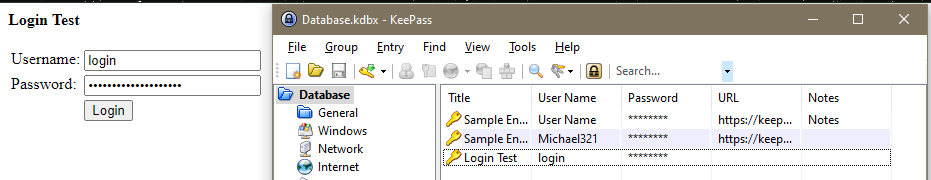 Login Test
Username: login
Password: ••••••••••••••••••••
Login
Database.kdbx - KeePass
File Group Entry Find View Tools Help
Search...
Database
General
Windows
Network
Internet
Title User Name Password URL Notes
Sample En... User Name ******** https://keep... Notes
Sample En... Michael321 ******** https://keep...
Login Test login ********